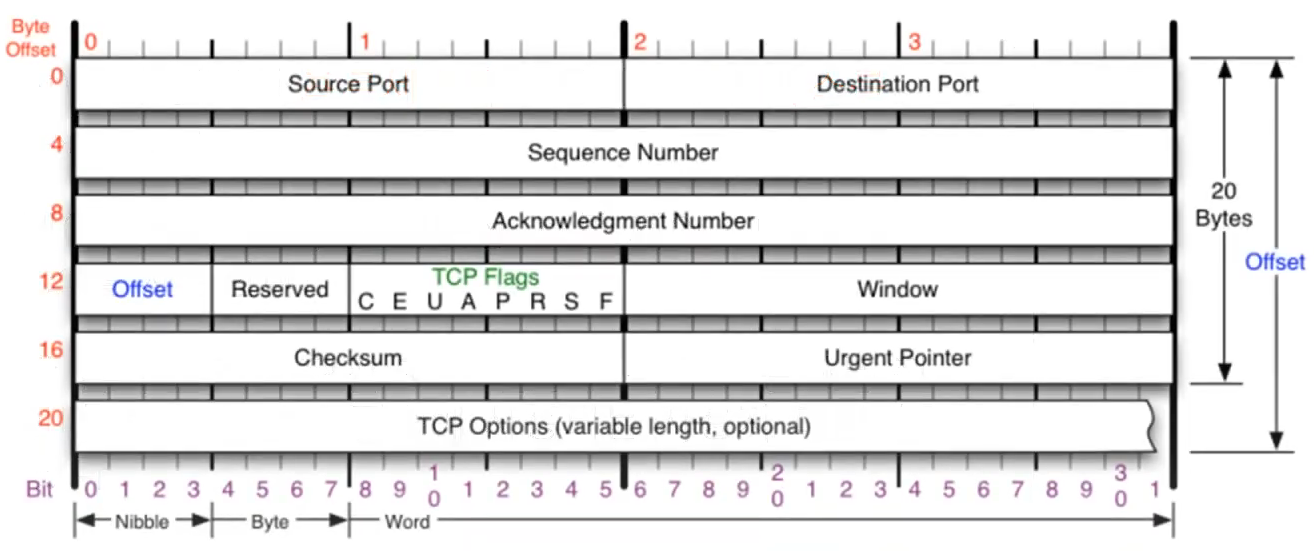 Byte
Offset
0 1 2 3
0 Source Port Destination Port
4 Sequence Number
8 Acknowledgment Number
20
Bytes
Offset
12 Offset Reserved TCP Flags Window
C E U A P R S F
16 Checksum Urgent Pointer
20 TCP Options (variable length, optional)
Bit 0 1 2 3 4 5 6 7 8 9 10 1 2 3 4 5 6 7 8 9 20 1 2 3 4 5 6 7 8 9 30 1
Nibble Byte Word